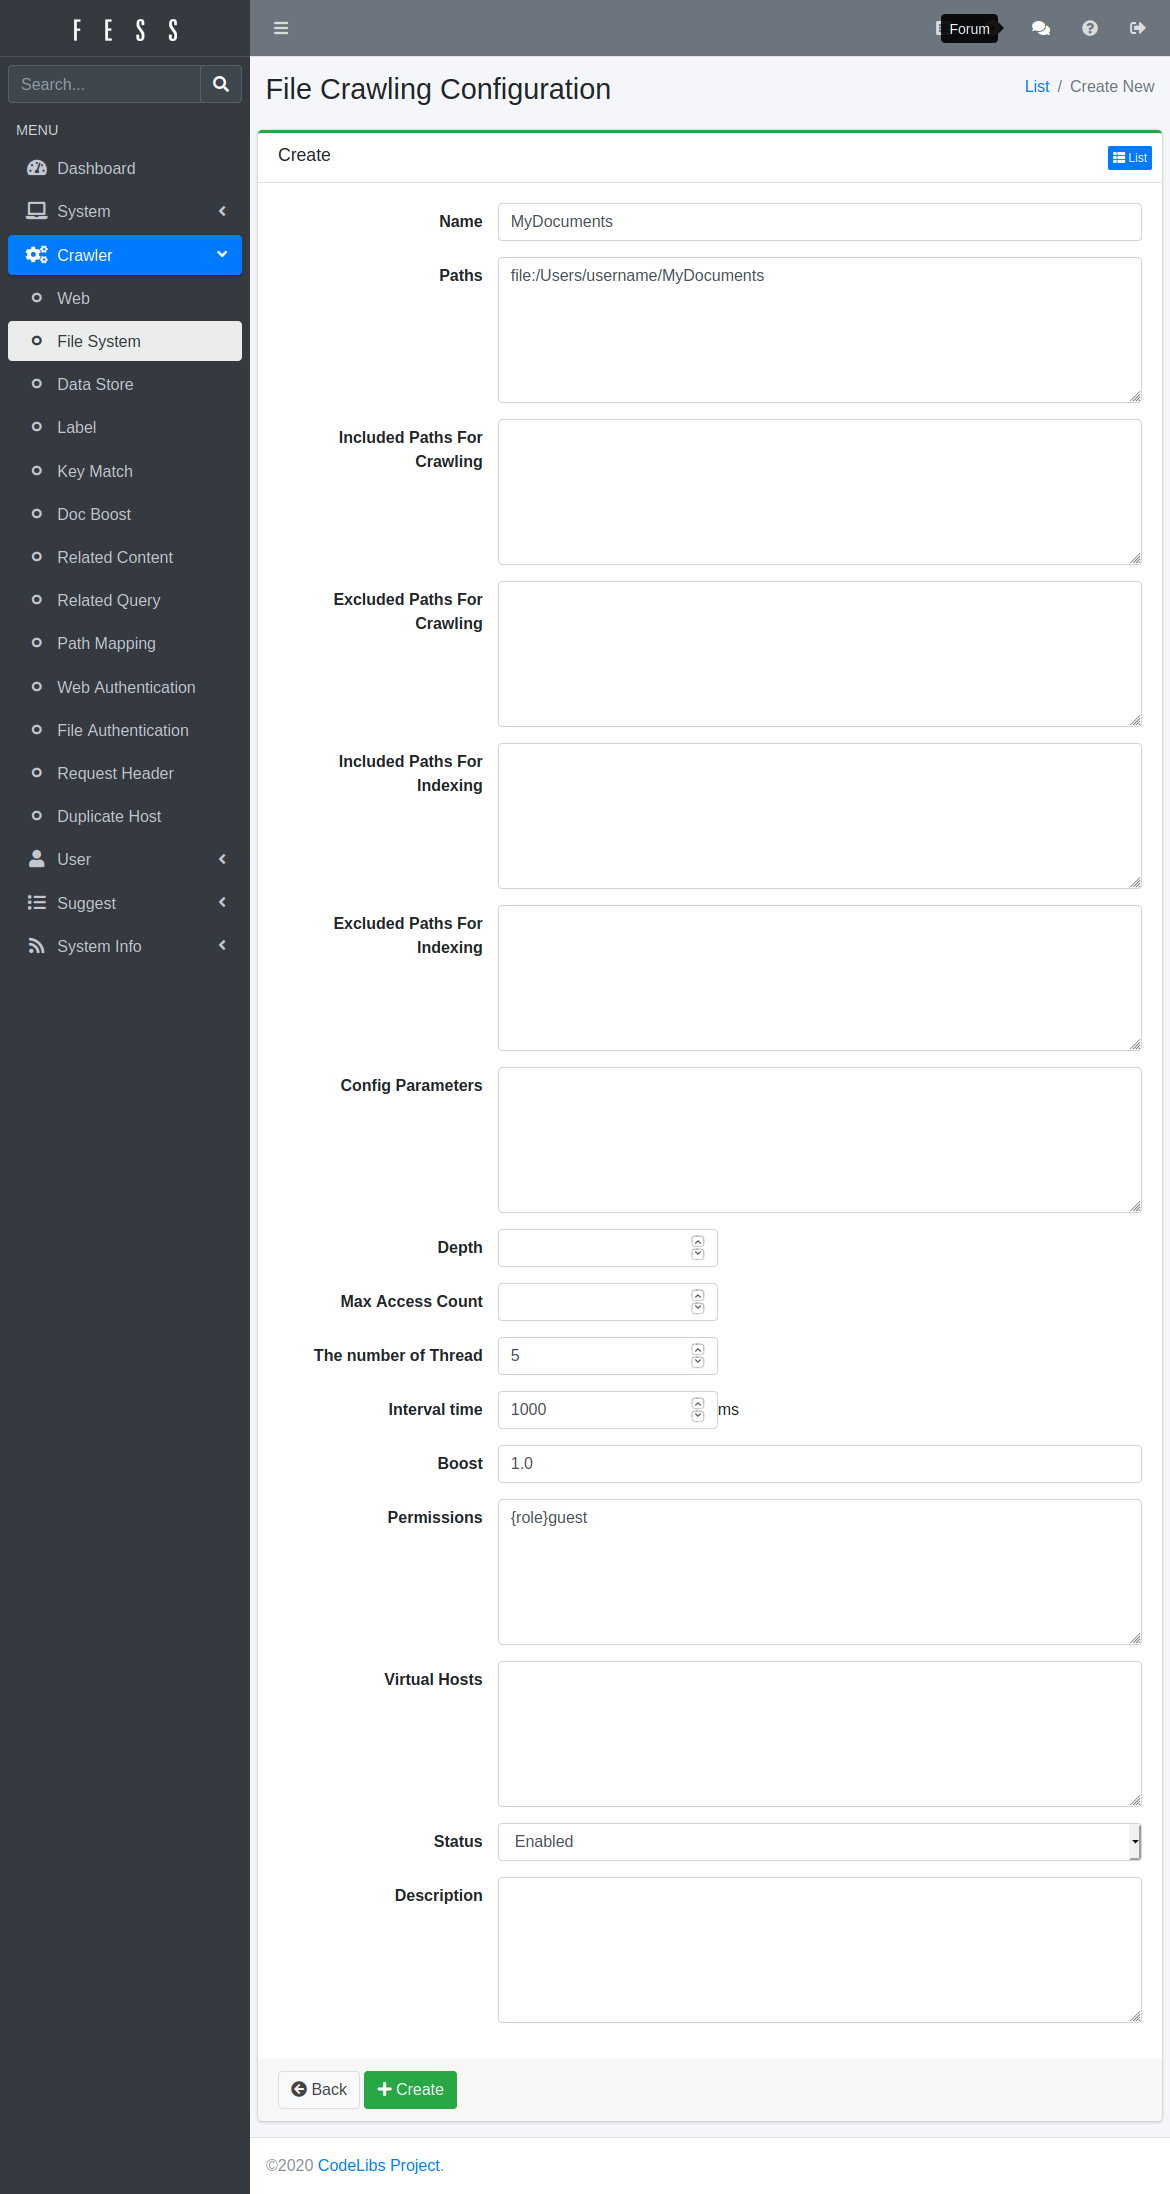 FESS
Forum
Search...
MENU
Dashboard
System
Crawler
Web
File System
Data Store
Label
Key Match
Doc Boost
Related Content
Related Query
Path Mapping
Web Authentication
File Authentication
Request Header
Duplicate Host
User
Suggest
System Info
File Crawling Configuration
List / Create New
Create
List
Name
MyDocuments
Paths
file:/Users/username/MyDocuments
Included Paths For
Crawling
Excluded Paths For
Crawling
Included Paths For
Indexing
Excluded Paths For
Indexing
Config Parameters
Depth
Max Access Count
The number of Thread
5
Interval time
1000
ms
Boost
1.0
Permissions
{role}guest
Virtual Hosts
Status
Enabled
Description
Back
Create
©2020 CodeLibs Project.